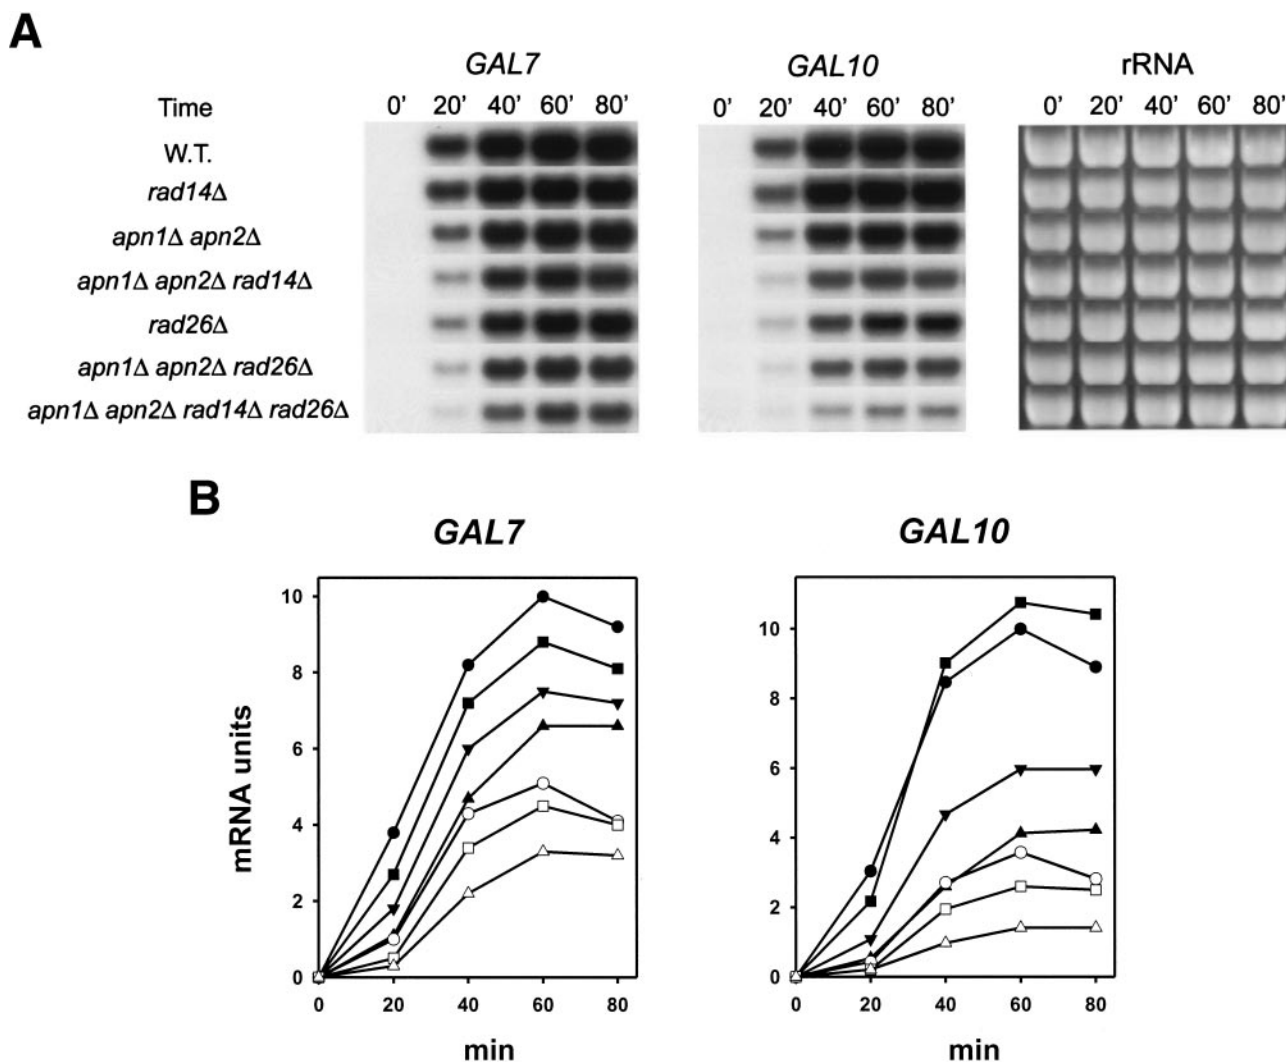 A
GAL7 GAL10 rRNA
Time 0' 20' 40' 60' 80' 0' 20' 40' 60' 80' 0' 20' 40' 60' 80'
W.T.
rad14Δ
apn1Δ apn2Δ
apn1Δ apn2Δ rad14Δ
rad26Δ
apn1Δ apn2Δ rad26Δ
apn1Δ apn2Δ rad14Δ rad26Δ
B
GAL7 GAL10
mRNA units
10
8
6
4
2
0
0 20 40 60 80
min
10
8
6
4
2
0
0 20 40 60 80
min